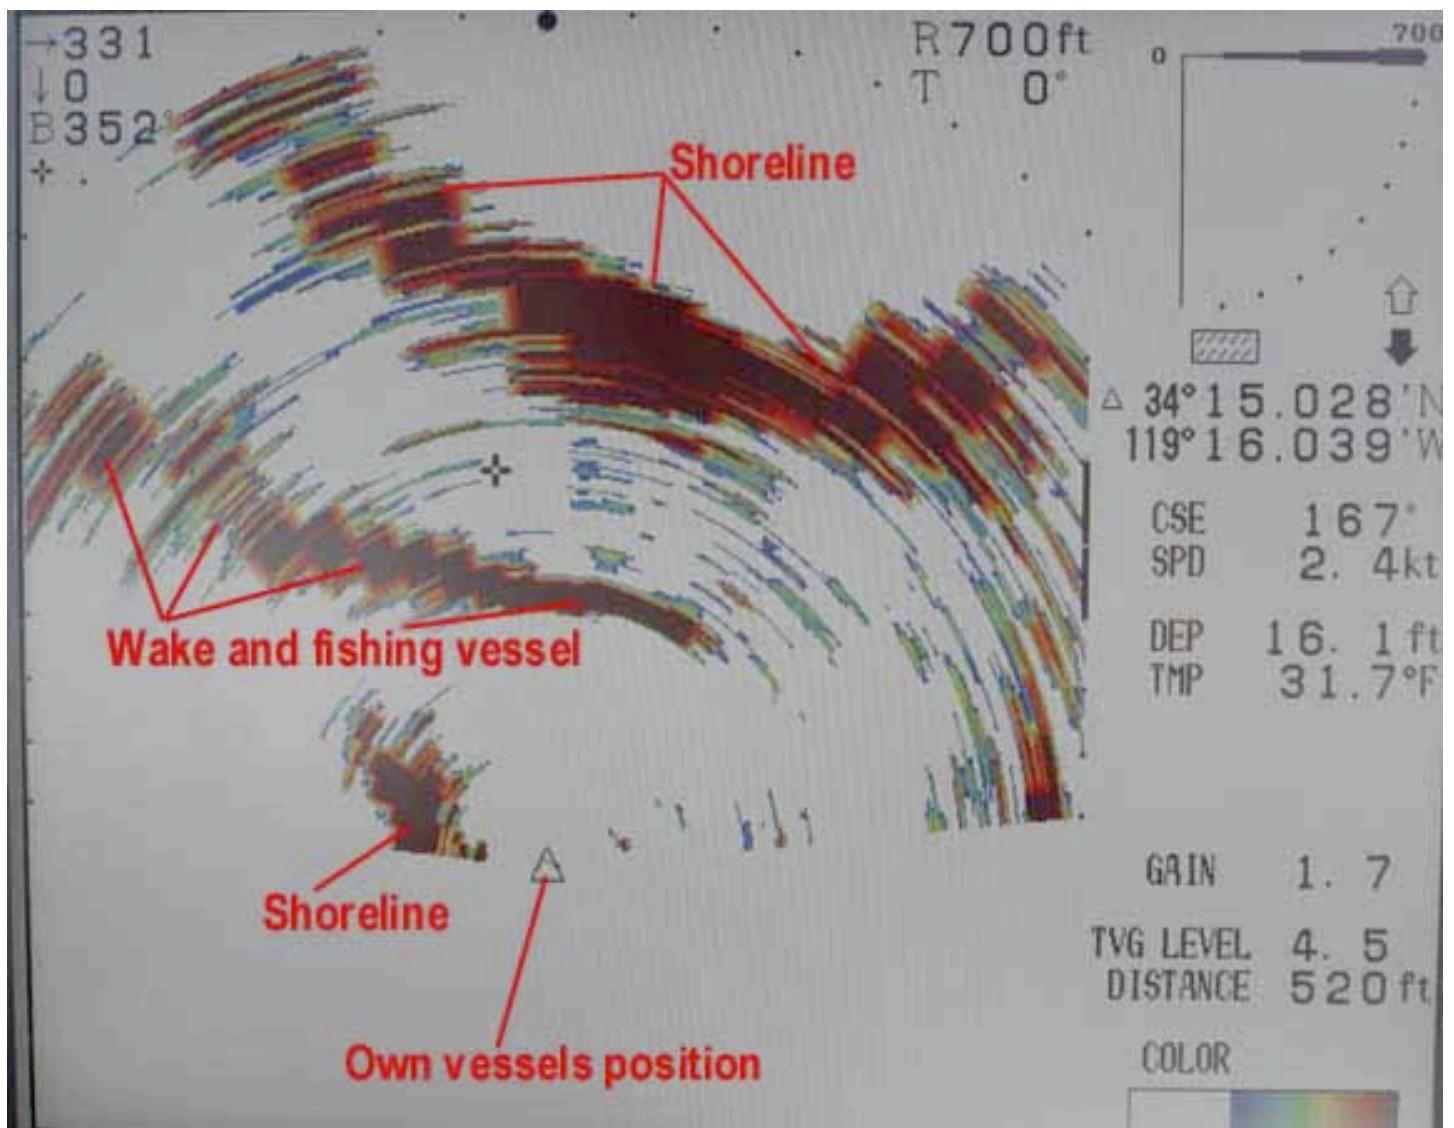 →331
↓0
B352°
R700ft
T 0°
0
700
Shoreline
△ 34°15.028'N
119°16.039'W
CSE 167°
SPD 2.4kt
DEP 16.1ft
TMP 31.7°F
Wake and fishing vessel
GAIN 1.7
Shoreline
TVG LEVEL 4.5
DISTANCE 520ft
Own vessels position
COLOR